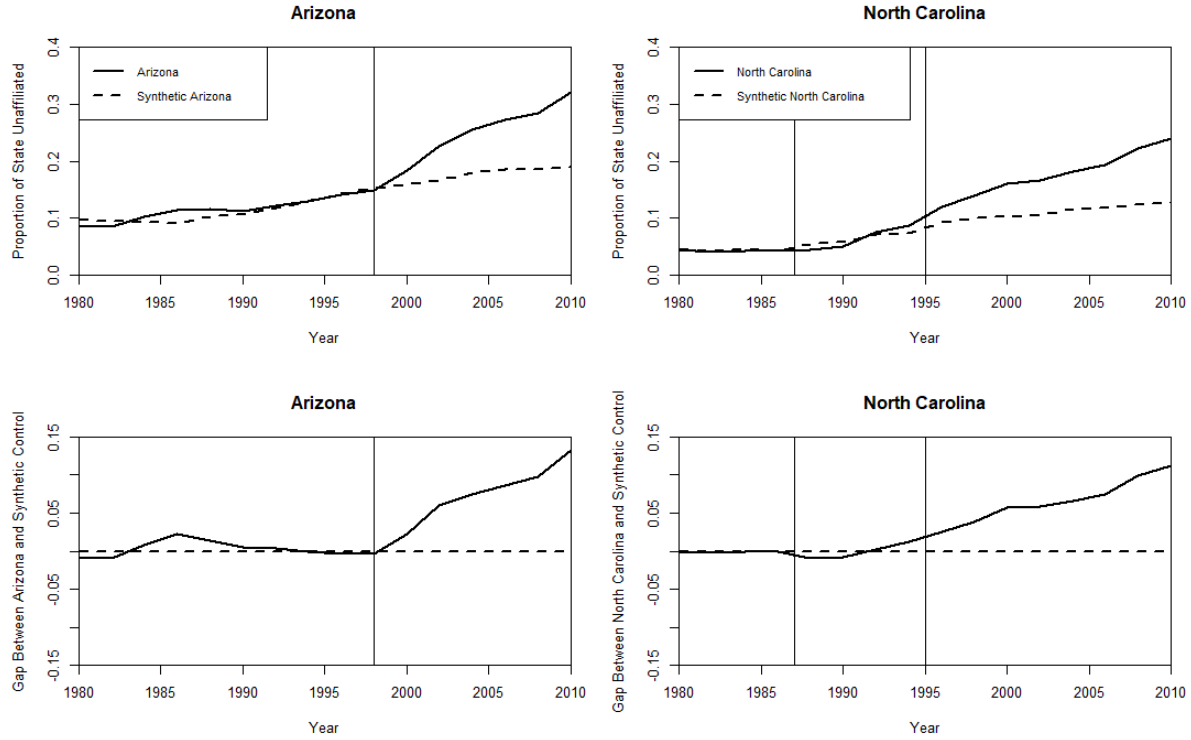 Arizona
Proportion of State Unaffiliated
0.4
0.3
0.2
0.1
0.0
Arizona
Synthetic Arizona
1980 1985 1990 1995 2000 2005 2010
Year
North Carolina
Proportion of State Unaffiliated
0.4
0.3
0.2
0.1
0.0
North Carolina
Synthetic North Carolina
1980 1985 1990 1995 2000 2005 2010
Year
Arizona
Gap Between Arizona and Synthetic Control
0.15
0.05
-0.05
-0.15
1980 1985 1990 1995 2000 2005 2010
Year
North Carolina
Gap Between North Carolina and Synthetic Control
0.15
0.05
-0.05
-0.15
1980 1985 1990 1995 2000 2005 2010
Year